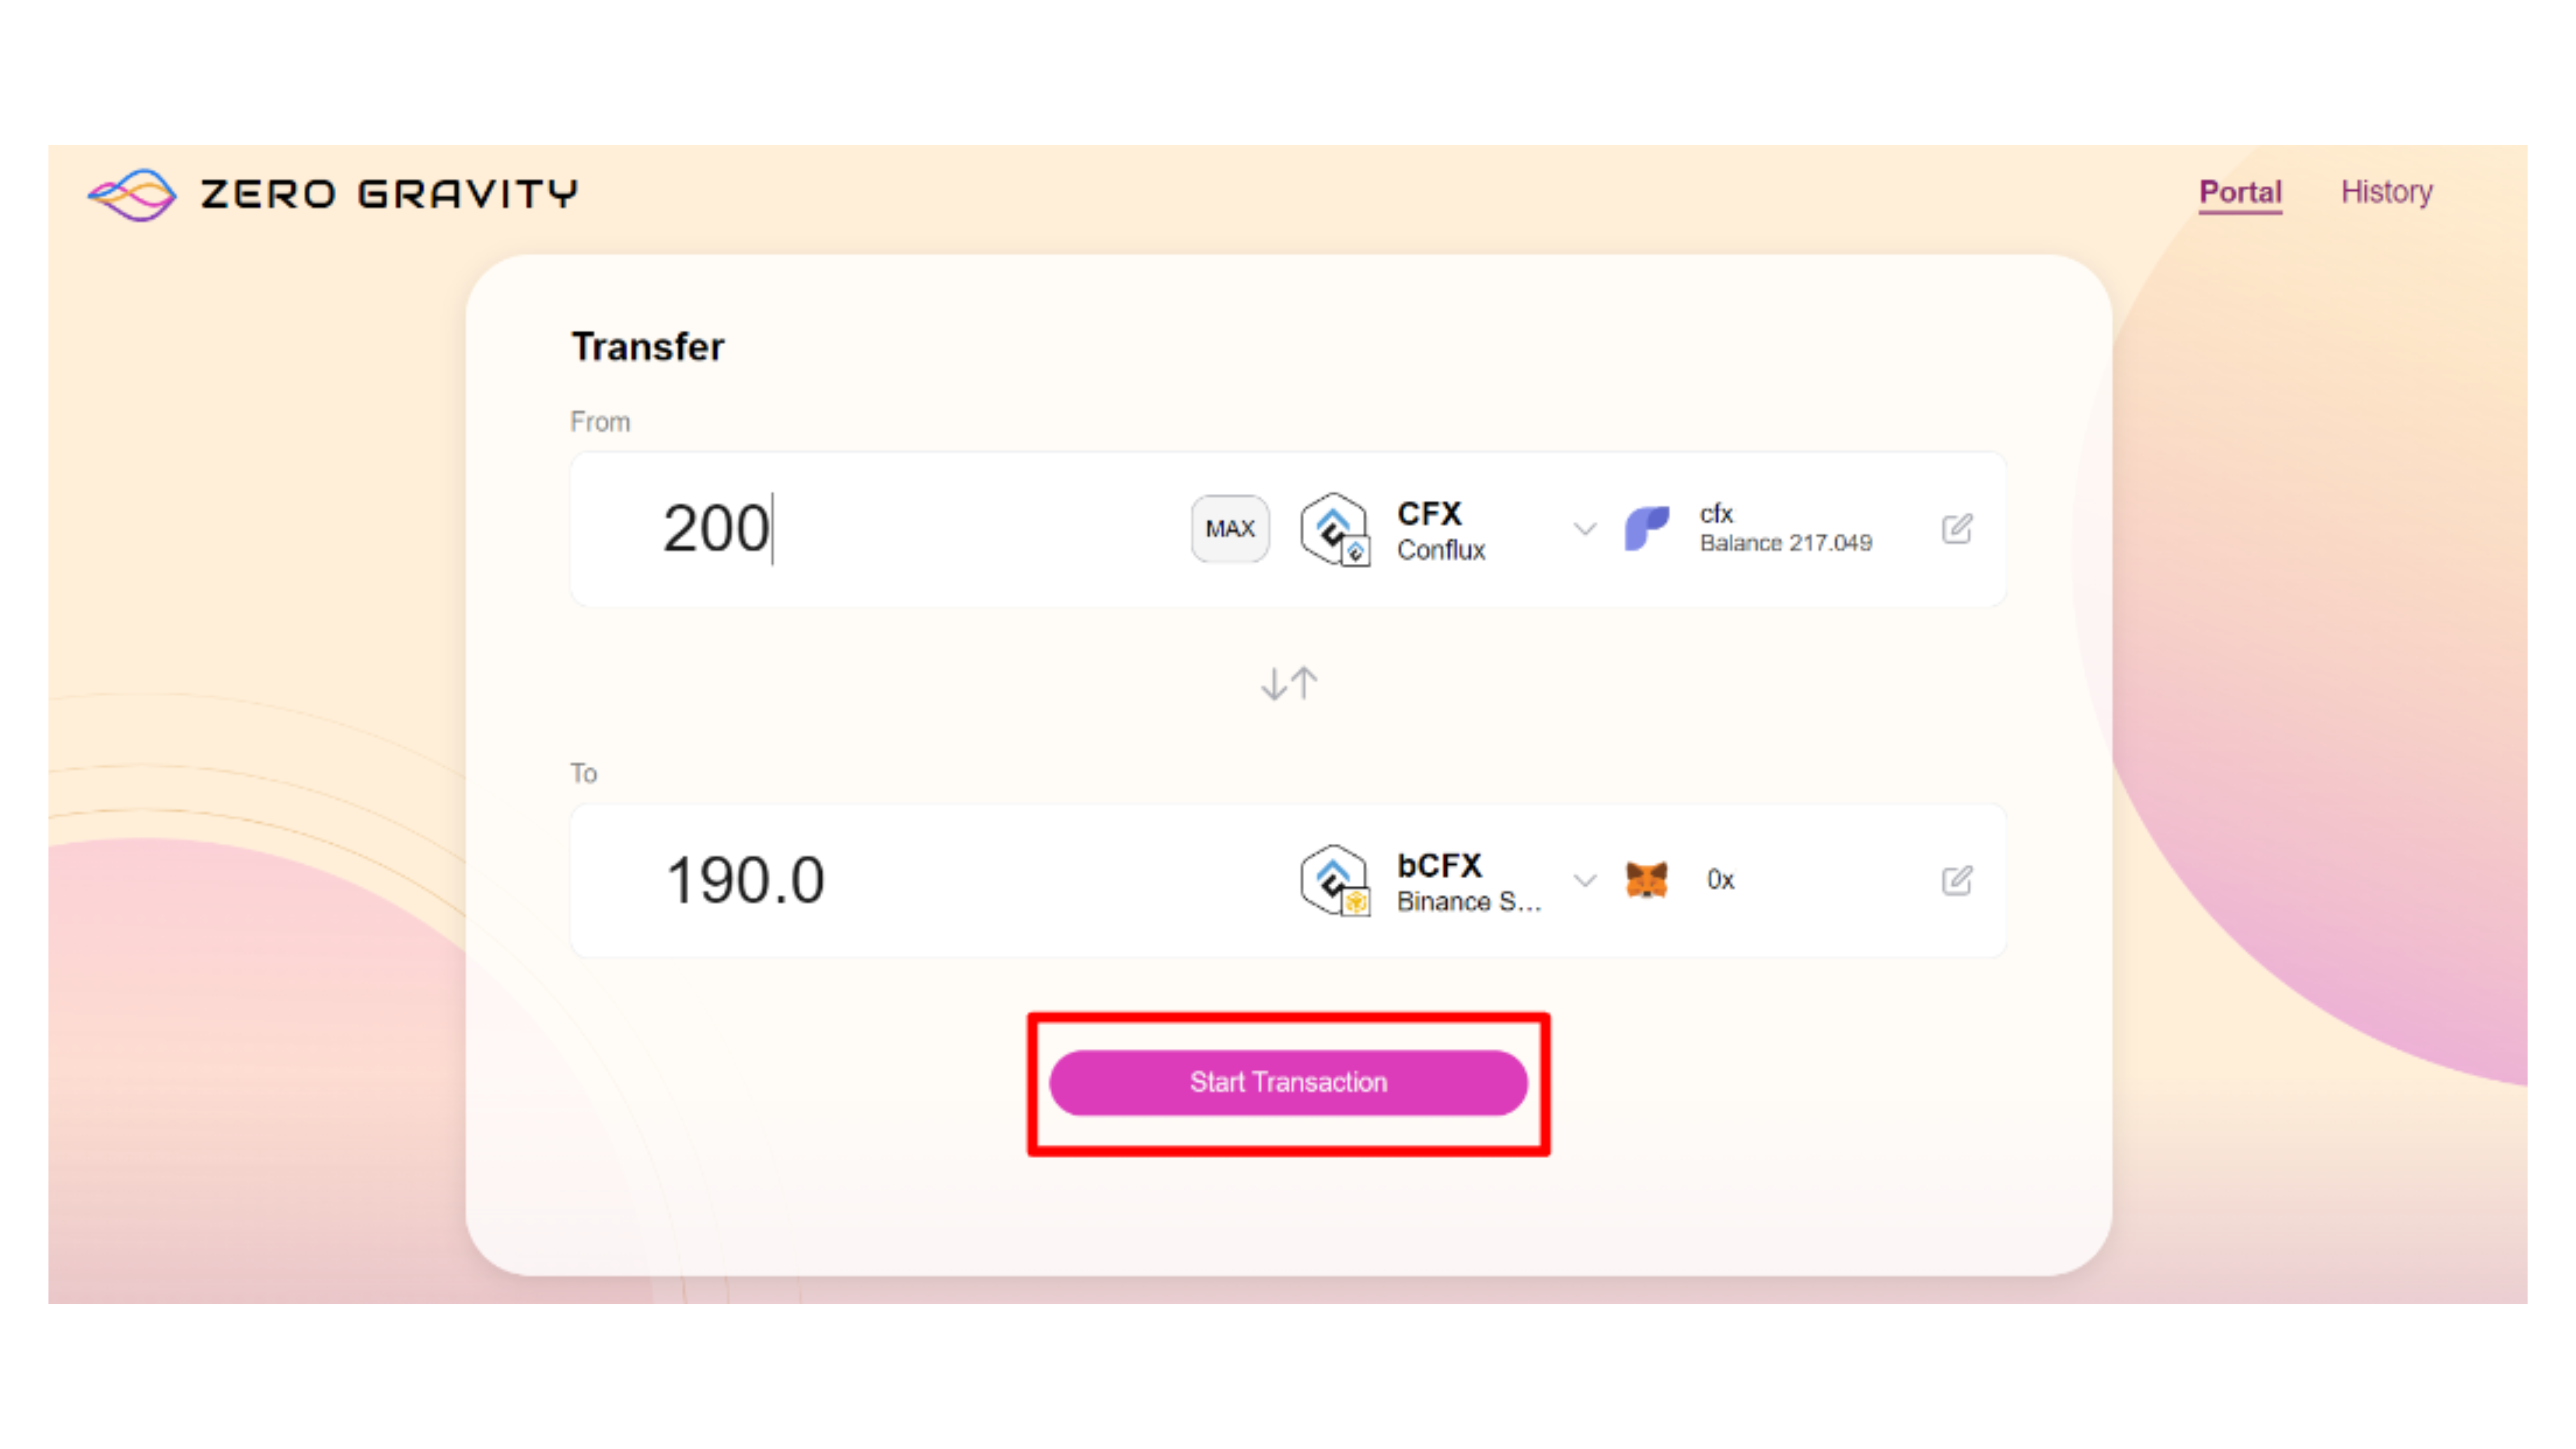 ZERO GRAVITY
Portal
History
Transfer
From
200
MAX
CFX
Conflux
cfx
Balance 217.049
To
190.0
bCFX
Binance S...
0x
Start Transaction